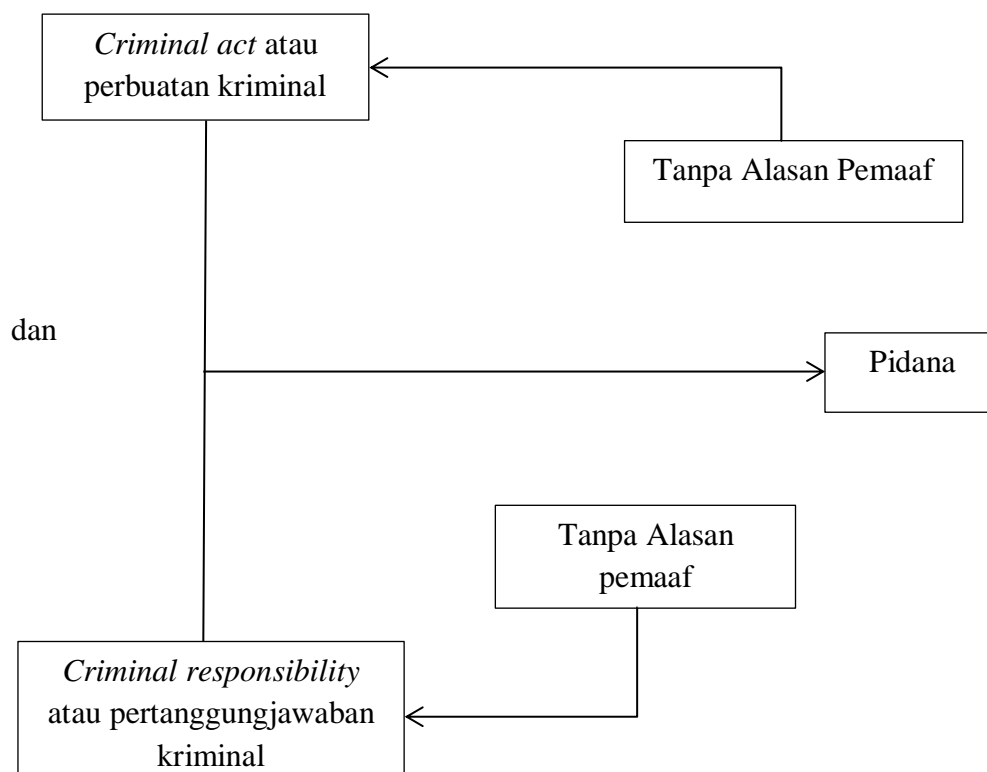 Criminal act atau
perbuatan kriminal
Tanpa Alasan Pemaaf
dan
Pidana
Tanpa Alasan
pemaaf
Criminal responsibility
atau pertanggungjawaban
kriminal